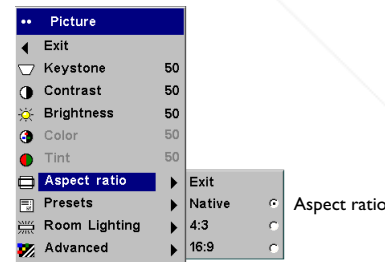 Picture
Exit
Keystone 50
Contrast 50
Brightness 50
Color 50
Tint 50
Aspect ratio
Presets
Room Lighting
Advanced
Exit
Native
4:3
16:9
Aspect ratio